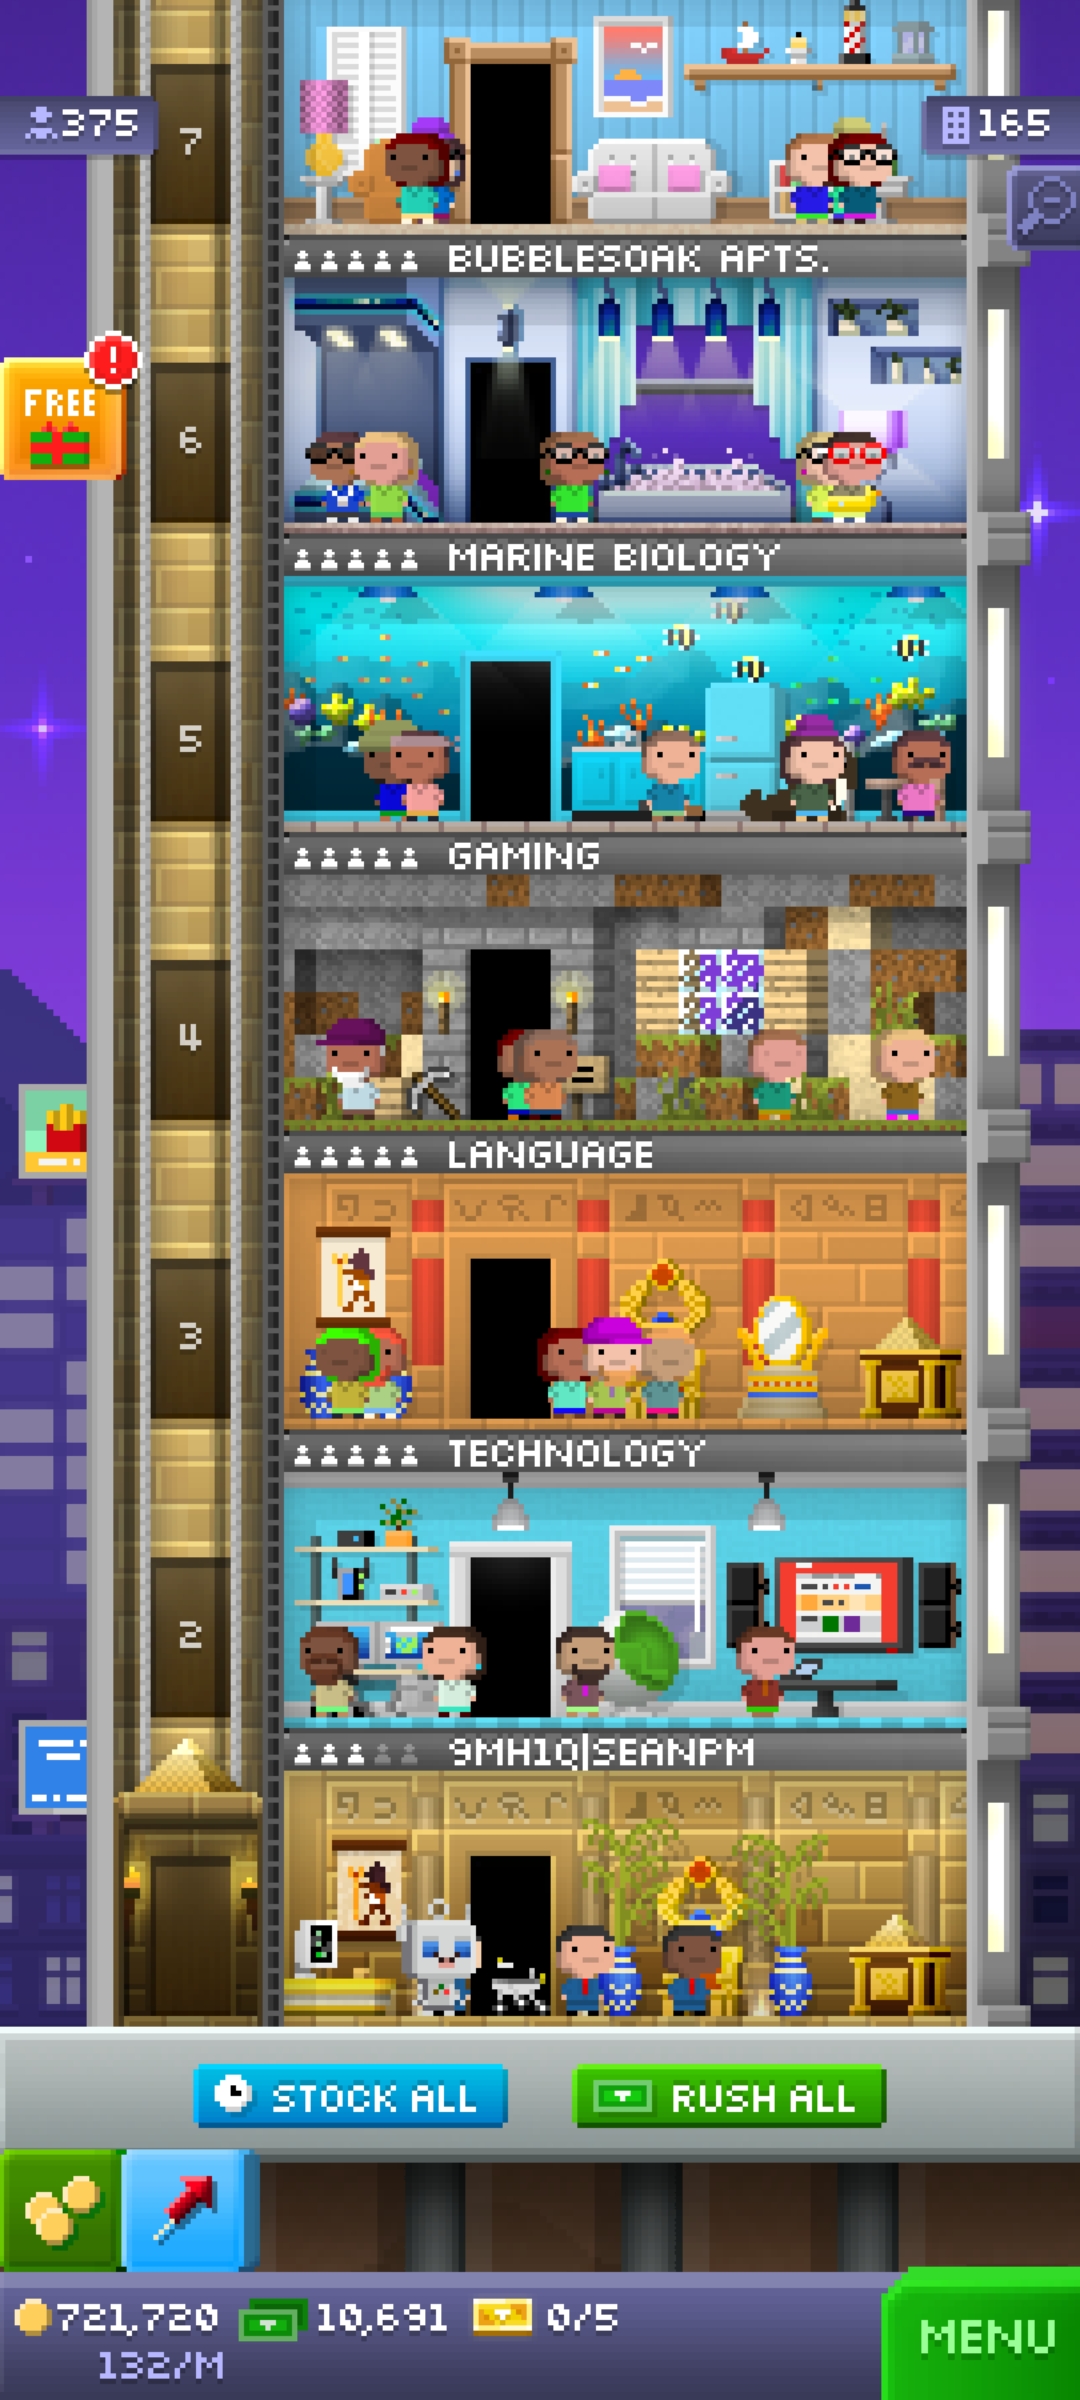 375
7
165
BUBBLESOAK APTS.
FREE
6
MARINE BIOLOGY
5
GAMING
4
LANGUAGE
3
TECHNOLOGY
2
9MH1Q|SEANPM
STOCK ALL
RUSH ALL
721,720
10,691
0/5
132/M
MENU